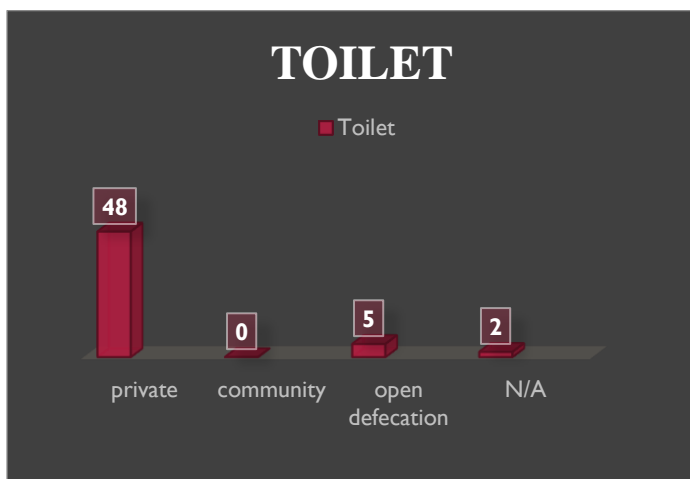 TOILET
Toilet
48
0
5
2
private
community
open
defecation
N/A